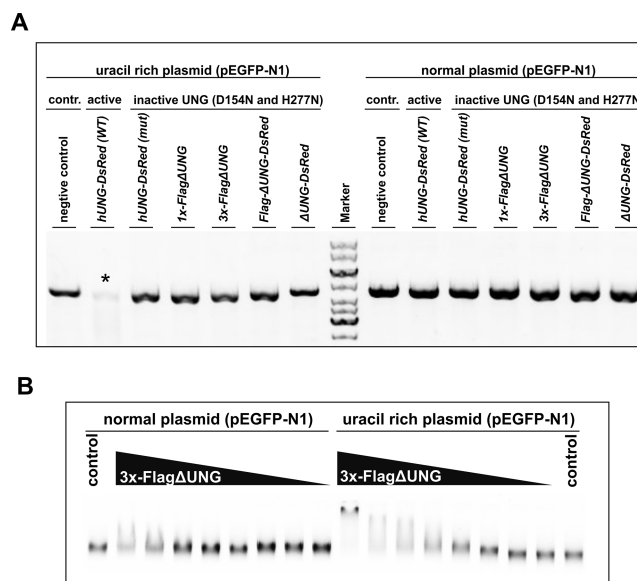 A
uracil rich plasmid (pEGFP-N1)
normal plasmid (pEGFP-N1)
contr. active inactive UNG (D154N and H277N)
contr. active inactive UNG (D154N and H277N)
negtive control
hUNG-DsRed (WT)
hUNG-DsRed (mut)
1x-FlagΔUNG
3x-FlagΔUNG
Flag-ΔUNG-DsRed
ΔUNG-DsRed
Marker
negtive control
hUNG-DsRed (WT)
hUNG-DsRed (mut)
1x-FlagΔUNG
3x-FlagΔUNG
Flag-ΔUNG-DsRed
ΔUNG-DsRed
*
B
normal plasmid (pEGFP-N1)
uracil rich plasmid (pEGFP-N1)
control
3x-FlagΔUNG
3x-FlagΔUNG
control